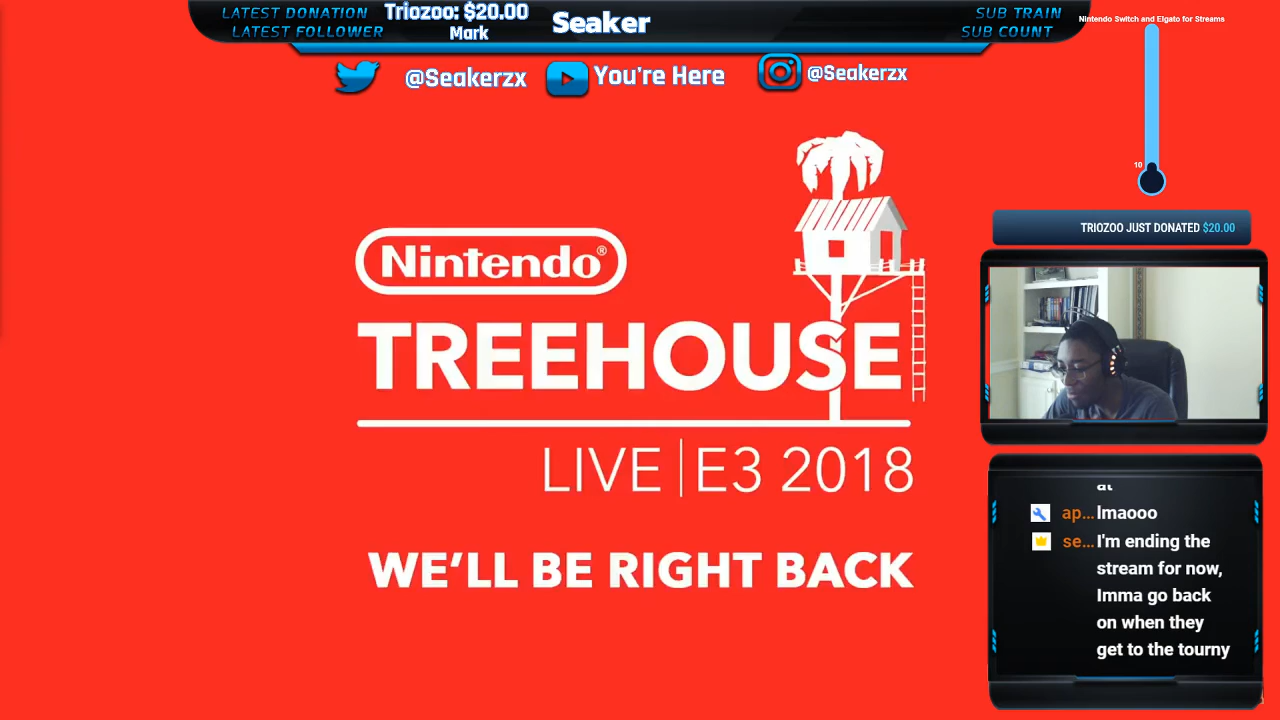 LATEST DONATION Triozoo: $20.00
LATEST FOLLOWER Mark
Seaker
SUB TRAIN
SUB COUNT
Nintendo Switch and Elgato for Streams
@Seakerzx
You're Here
@Seakerzx
10
TRIOZOO JUST DONATED $20.00
Nintendo®
TREEHOUSE
LIVE | E3 2018
WE'LL BE RIGHT BACK
at
ap... lmaooo
se... I'm ending the
stream for now,
Imma go back
on when they
get to the tourny